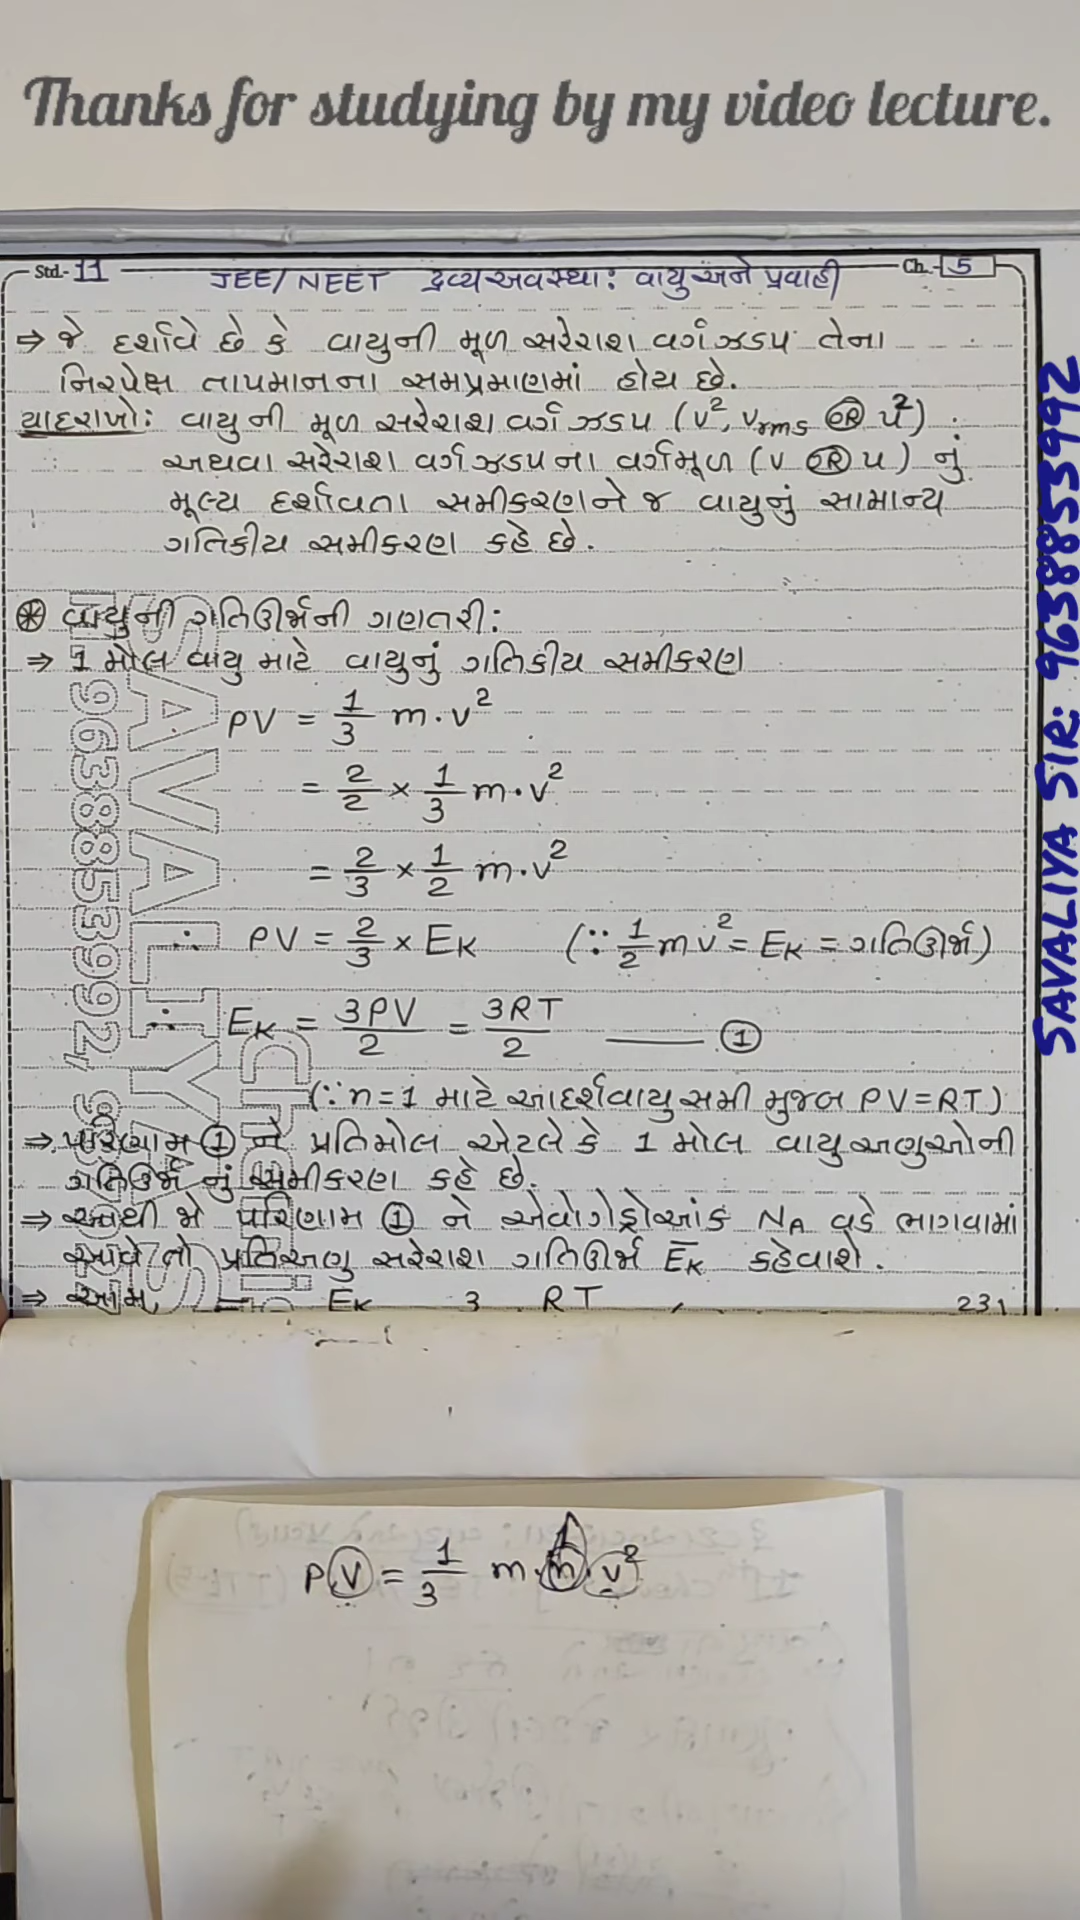 Thanks for studying by my video lecture.
Std.- 11 JEE/NEET દ્રવ્ય અવસ્થા: વાયુ અને પ્રવાહી Ch.- 5
⇒ જે દર્શાવે છે કે વાયુની મૂળ સરેરાશ વર્ગ ઝડપ તેના
નિરપેક્ષ તાપમાનના સમપ્રમાણમાં હોય છે.
યાદરાખો: વાયુની મૂળ સરેરાશ વર્ગ ઝડપ (v², vrms OR u²)
અથવા સરેરાશ વર્ગ ઝડપના વર્ગમૂળ (v OR u) નું
મૂલ્ય દર્શાવતા સમીકરણને જ વાયુનું સામાન્ય
ગતિકીય સમીકરણ કહે છે.
* વાયુની ગતિઊર્જાની ગણતરી:
⇒ 1 મોલ વાયુ માટે વાયુનું ગતિકીય સમીકરણ
PV = 1/3 m·v²
= 2/2 × 1/3 m·v²
= 2/3 × 1/2 m·v²
∴ PV = 2/3 × EK (∵ 1/2 mv² = EK = ગતિઊર્જા)
∴ EK = 3PV/2 = 3RT/2 —— ①
(∵ n=1 માટે આદર્શવાયુ સમી મુજબ PV=RT)
⇒ પરિણામ ① ને પ્રતિમોલ એટલે કે 1 મોલ વાયુ અણુઓની
ગતિઊર્જાનું સમીકરણ કહે છે.
⇒ આથી જો પરિણામ ① ને એવોગેડ્રોઆંક NA વડે ભાગવામાં
આવે તો પ્રતિઅણુ સરેરાશ ગતિઊર્જા E̅K કહેવાશે.
⇒ આમ, EK 3 RT
SAVALIYA SIR: 9638853992
PV = 1/3 m·n·v²
1